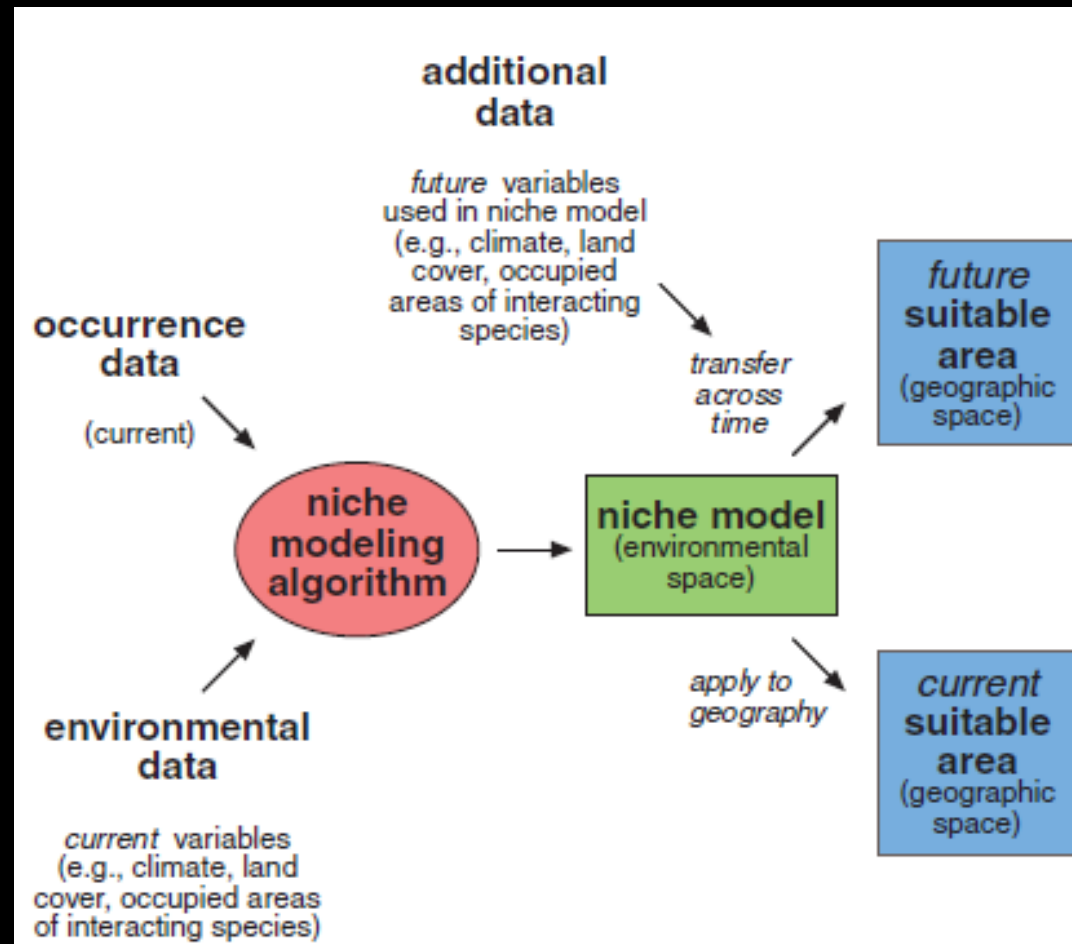 additional
data
future variables
used in niche model
(e.g., climate, land
cover, occupied
areas of interacting
species)
occurrence
data
(current)
transfer
across
time
future
suitable
area
(geographic
space)
niche
modeling
algorithm
niche model
(environmental
space)
environmental
data
current variables
(e.g., climate, land
cover, occupied areas
of interacting species)
apply to
geography
current
suitable
area
(geographic
space)